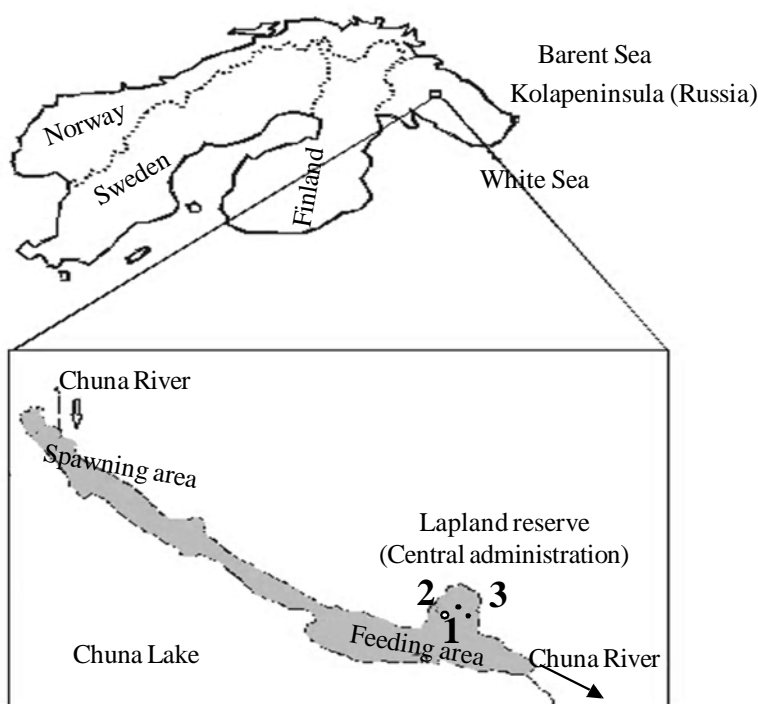 Barent Sea
Kolapeninsula (Russia)
Norway
Sweden
Finland
White Sea
Chuna River
Spawning area
Lapland reserve
(Central administration)
2
3
1
Feeding area
Chuna Lake
Chuna River